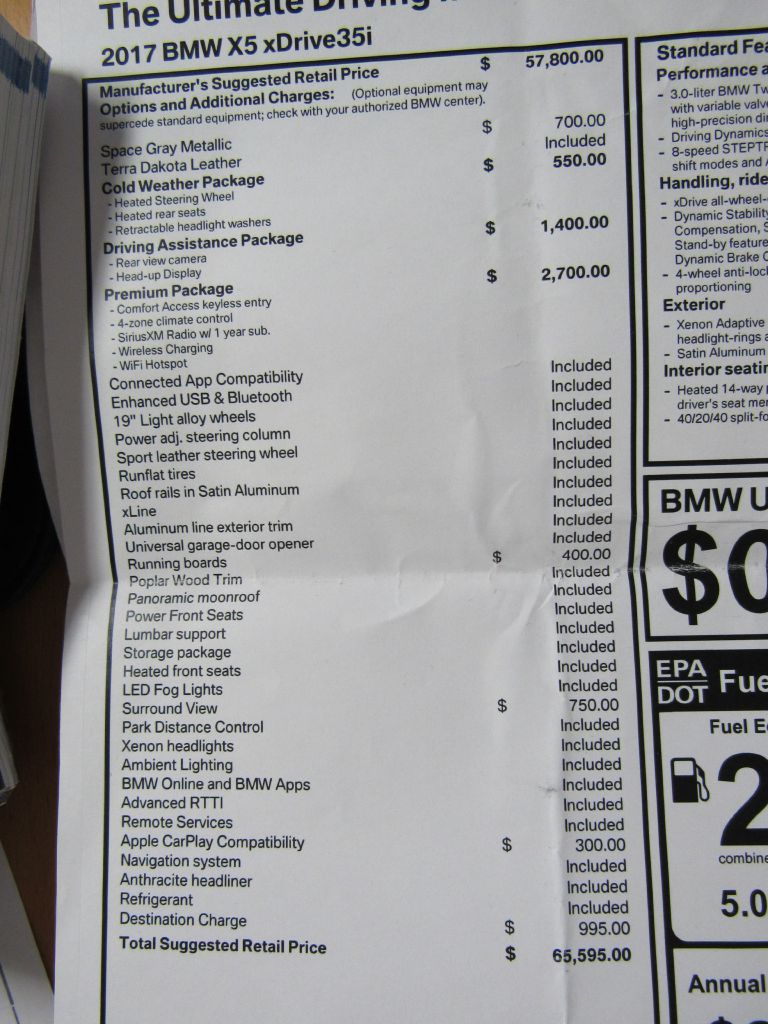 The Ultimate Driving
2017 BMW X5 xDrive35i
Manufacturer's Suggested Retail Price $ 57,800.00
Options and Additional Charges: (Optional equipment may
supercede standard equipment; check with your authorized BMW center).
Space Gray Metallic $ 700.00
Terra Dakota Leather Included
Cold Weather Package $ 550.00
- Heated Steering Wheel
- Heated rear seats
- Retractable headlight washers
Driving Assistance Package $ 1,400.00
- Rear view camera
- Head-up Display
Premium Package $ 2,700.00
- Comfort Access keyless entry
- 4-zone climate control
- SiriusXM Radio w/ 1 year sub.
- Wireless Charging
- WiFi Hotspot
Connected App Compatibility Included
Enhanced USB & Bluetooth Included
19" Light alloy wheels Included
Power adj. steering column Included
Sport leather steering wheel Included
Runflat tires Included
Roof rails in Satin Aluminum Included
xLine Included
Aluminum line exterior trim Included
Universal garage-door opener Included
Running boards $ 400.00
Poplar Wood Trim Included
Panoramic moonroof Included
Power Front Seats Included
Lumbar support Included
Storage package Included
Heated front seats Included
LED Fog Lights Included
Surround View $ 750.00
Park Distance Control Included
Xenon headlights Included
Ambient Lighting Included
BMW Online and BMW Apps Included
Advanced RTTI Included
Remote Services Included
Apple CarPlay Compatibility $ 300.00
Navigation system Included
Anthracite headliner Included
Refrigerant Included
Destination Charge $ 995.00
Total Suggested Retail Price $ 65,595.00
Standard Fea
Performance a
- 3.0-liter BMW Tw
with variable valv
high-precision di
- Driving Dynamics
- 8-speed STEPTR
shift modes and
Handling, ride
- xDrive all-wheel-
- Dynamic Stability
Compensation, S
Stand-by feature
Dynamic Brake C
- 4-wheel anti-lock
proportioning
Exterior
- Xenon Adaptive
headlight-rings a
- Satin Aluminum
Interior seatin
- Heated 14-way p
driver's seat mem
- 40/20/40 split-fo
BMW U
$0
EPA
DOT Fue
Fuel E
2
combine
5.0
Annual